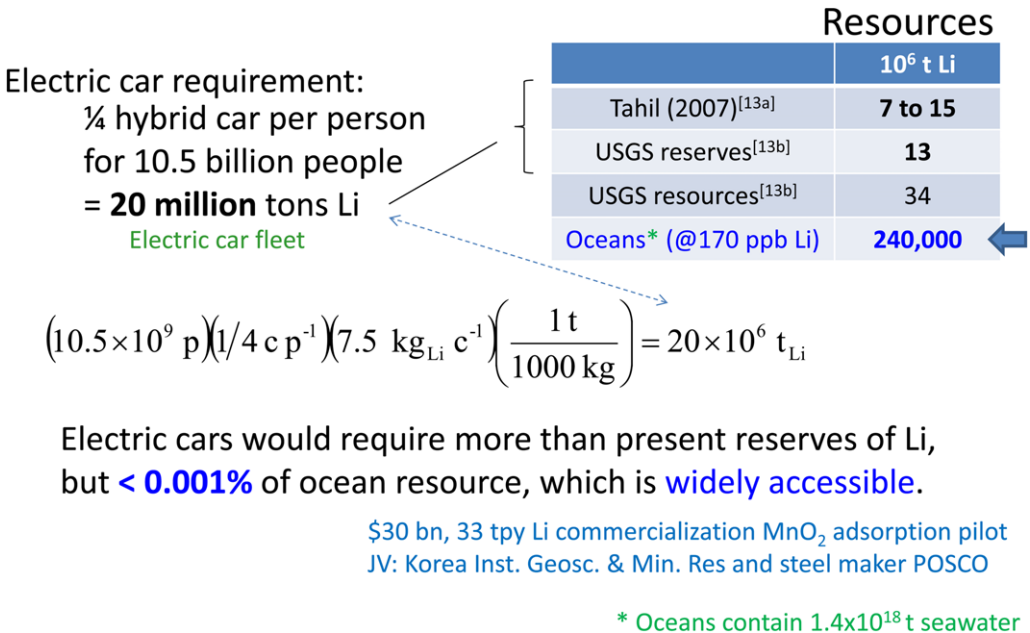 Resources
10⁶ t Li
Tahil (2007)[13a] 7 to 15
USGS reserves[13b] 13
USGS resources[13b] 34
Oceans* (@170 ppb Li) 240,000
Electric car requirement:
¼ hybrid car per person
for 10.5 billion people
= 20 million tons Li
Electric car fleet
(10.5×10⁹ p)(1/4 c p⁻¹)(7.5 kg_Li c⁻¹)(1 t / 1000 kg) = 20×10⁶ t_Li
Electric cars would require more than present reserves of Li,
but < 0.001% of ocean resource, which is widely accessible.
$30 bn, 33 tpy Li commercialization MnO₂ adsorption pilot
JV: Korea Inst. Geosc. & Min. Res and steel maker POSCO
* Oceans contain 1.4x10¹⁸ t seawater